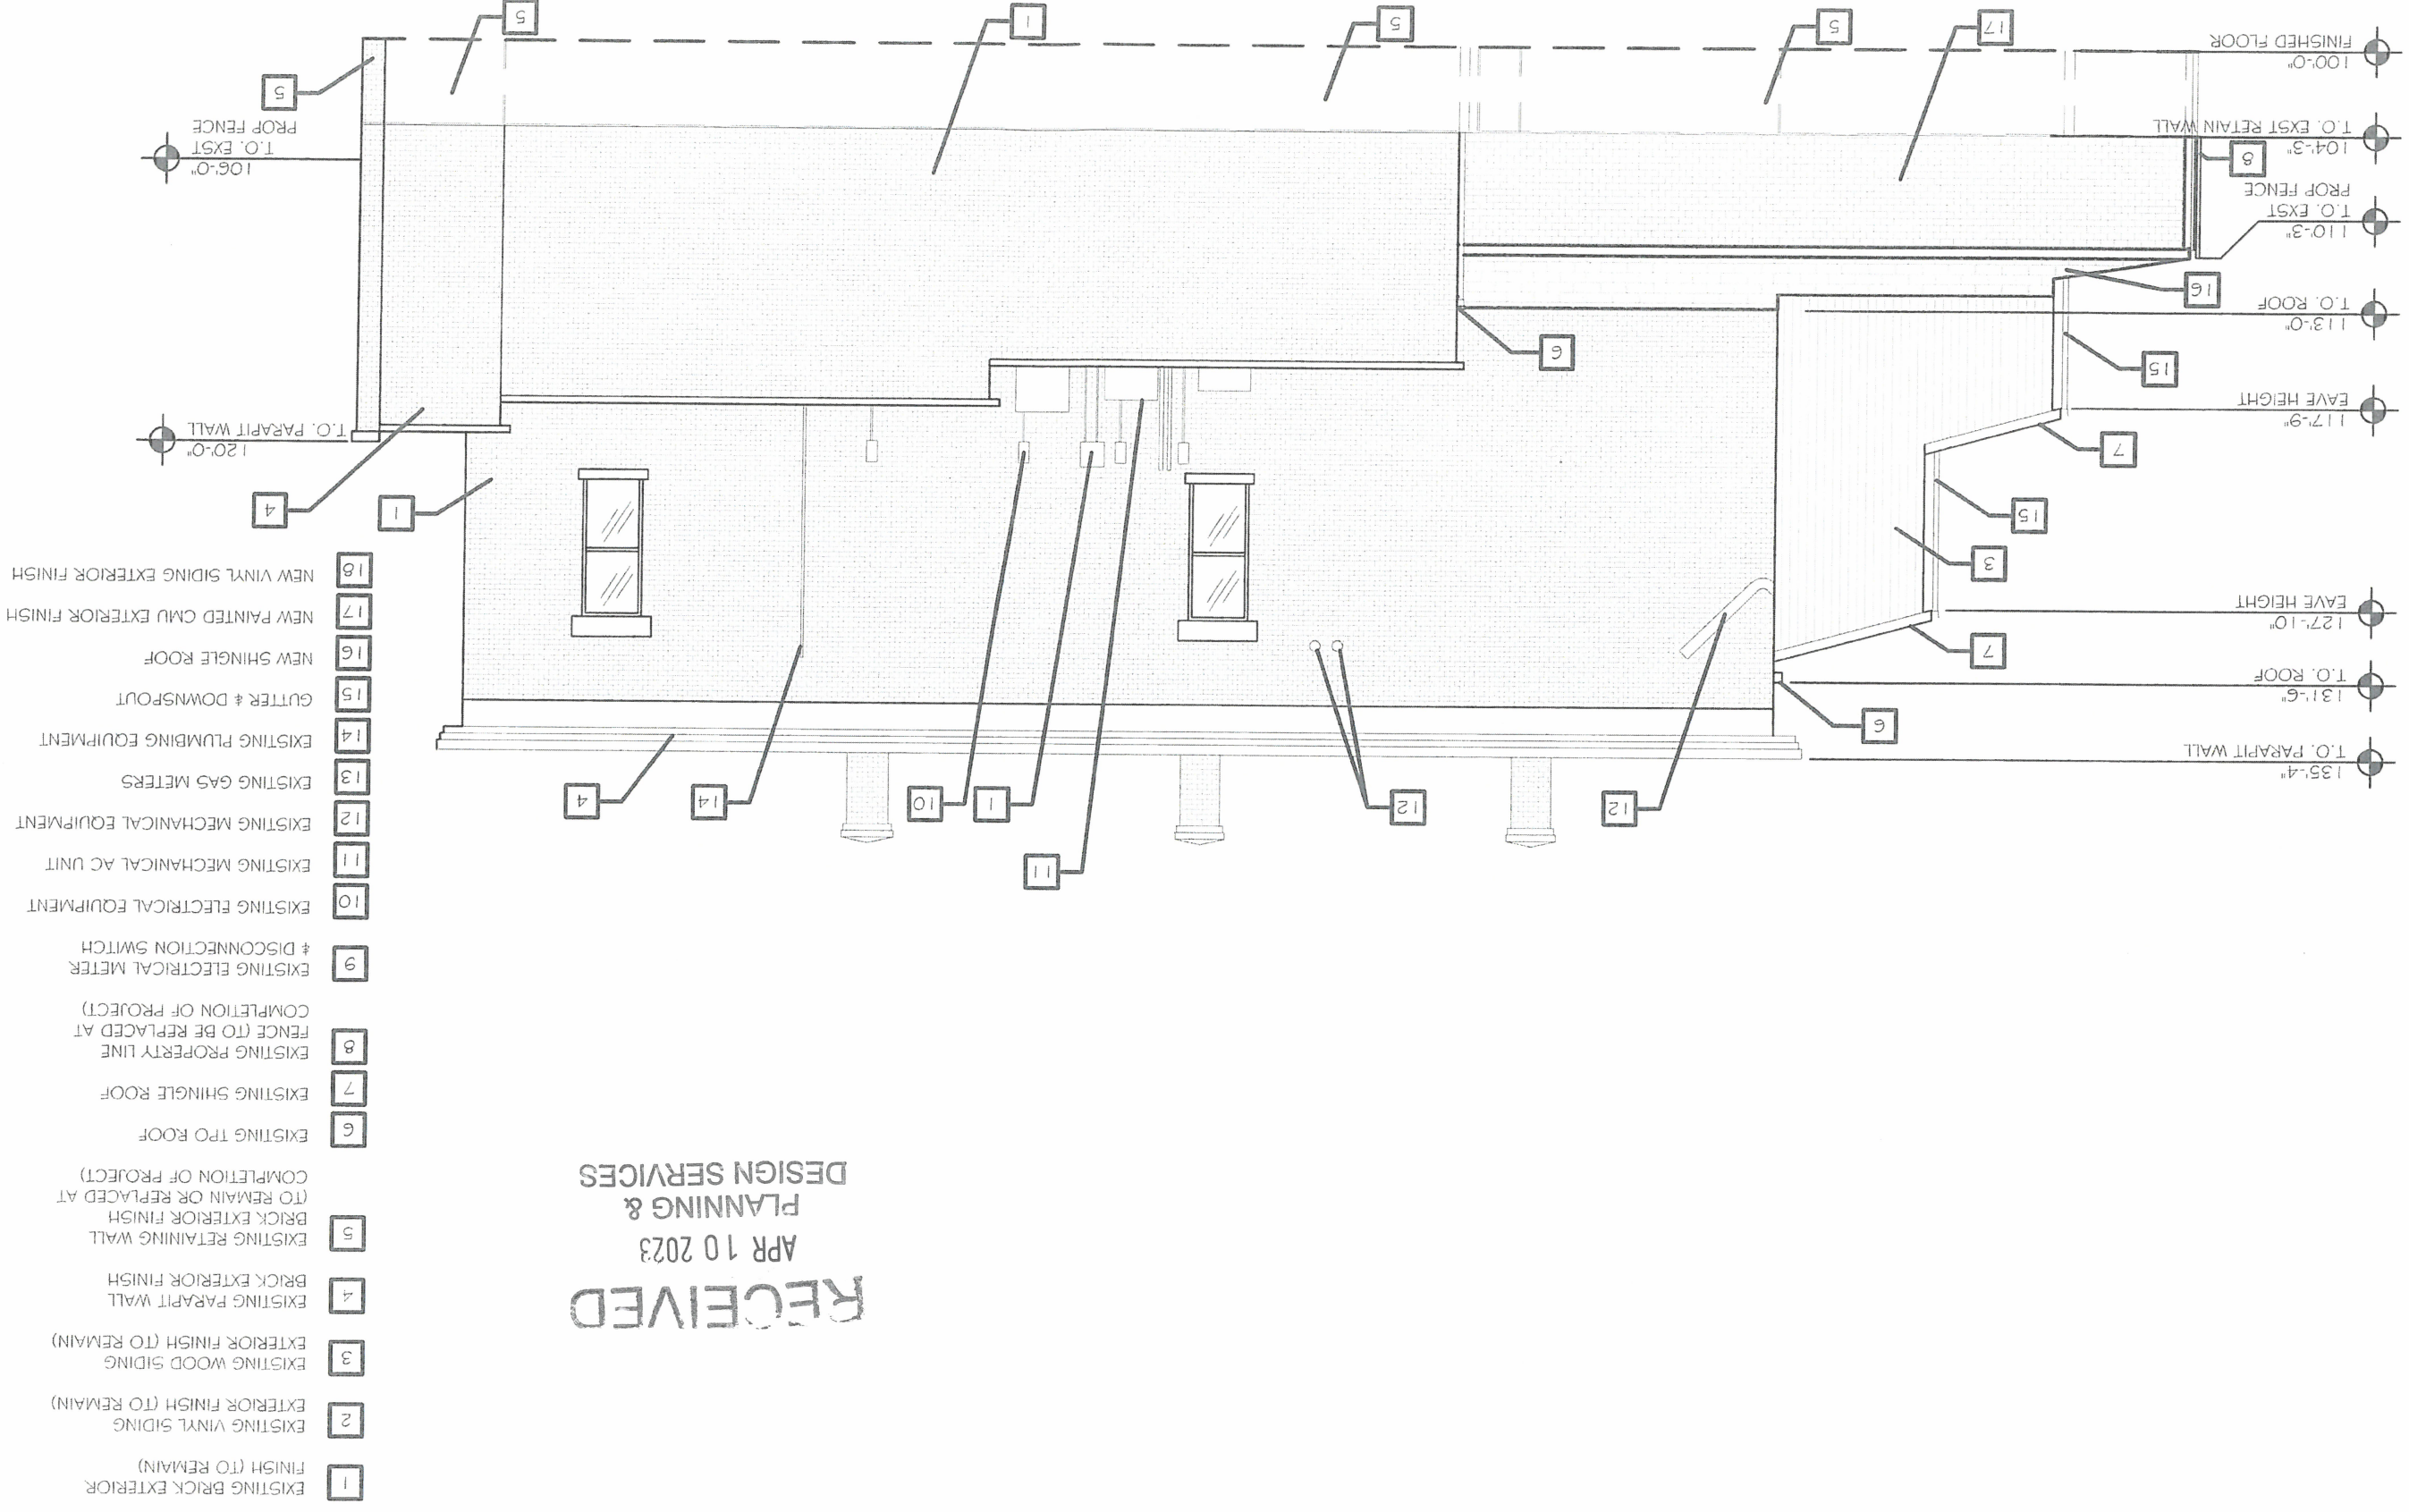 1 EXISTING BRICK EXTERIOR
FINISH (TO REMAIN)
2 EXISTING VINYL SIDING
EXTERIOR FINISH (TO REMAIN)
3 EXISTING WOOD SIDING
EXTERIOR FINISH (TO REMAIN)
4 EXISTING PARAPIT WALL
BRICK EXTERIOR FINISH
5 EXISTING RETAINING WALL
BRICK EXTERIOR FINISH
(TO REMAIN OR REPLACED AT
COMPLETION OF PROJECT)
6 EXISTING TPO ROOF
7 EXISTING SHINGLE ROOF
8 EXISTING PROPERTY LINE
FENCE (TO BE REPLACED AT
COMPLETION OF PROJECT)
9 EXISTING ELECTRICAL METER
& DISCONNECTION SWITCH
10 EXISTING ELECTRICAL EQUIPMENT
11 EXISTING MECHANICAL AC UNIT
12 EXISTING MECHANICAL EQUIPMENT
13 EXISTING GAS METERS
14 EXISTING PLUMBING EQUIPMENT
15 GUTTER & DOWNSPOUT
16 NEW SHINGLE ROOF
17 NEW PAINTED CMU EXTERIOR FINISH
18 NEW VINYL SIDING EXTERIOR FINISH
RECEIVED
APR 10 2023
PLANNING &
DESIGN SERVICES
135'-4"
T.O. PARAPIT WALL
131'-6"
T.O. ROOF
127'-10"
EAVE HEIGHT
117'-9"
EAVE HEIGHT
113'-0"
T.O. ROOF
110'-3"
T.O. EXST
PROP FENCE
104'-3"
T.O. EXST RETAIN WALL
100'-0"
FINISHED FLOOR
120'-0"
T.O. PARAPIT WALL
106'-0"
T.O. EXST
PROP FENCE
11
12
12
1
10
14
4
6
7
3
15
7
15
16
8
6
1
4
5
17
5
5
1
5